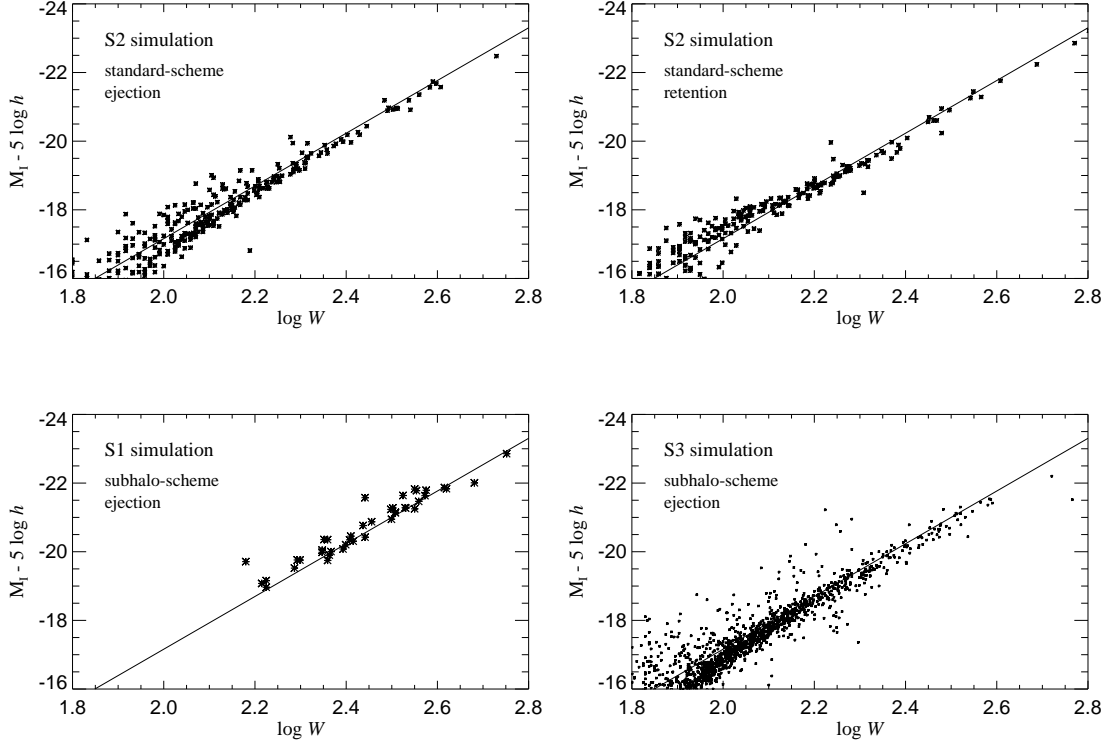 -24
-22
-20
-18
-16
M_I - 5 log h
S2 simulation
standard-scheme
ejection
1.8 2.0 2.2 2.4 2.6 2.8
log W
-24
-22
-20
-18
-16
M_I - 5 log h
S2 simulation
standard-scheme
retention
1.8 2.0 2.2 2.4 2.6 2.8
log W
-24
-22
-20
-18
-16
M_I - 5 log h
S1 simulation
subhalo-scheme
ejection
1.8 2.0 2.2 2.4 2.6 2.8
log W
-24
-22
-20
-18
-16
M_I - 5 log h
S3 simulation
subhalo-scheme
ejection
1.8 2.0 2.2 2.4 2.6 2.8
log W